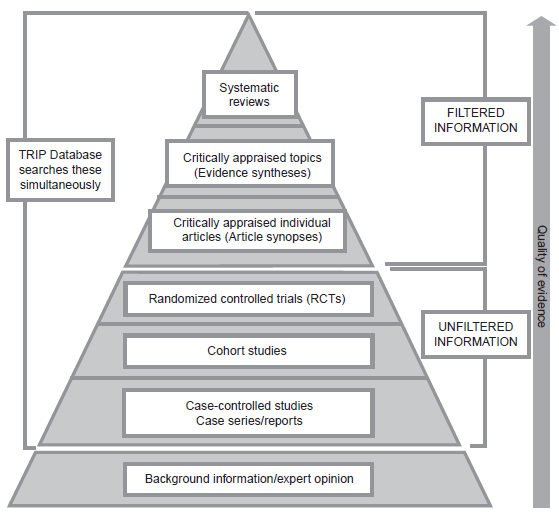 Systematic
reviews
FILTERED
INFORMATION
TRIP Database
searches these
simultaneously
Critically appraised topics
(Evidence syntheses)
Critically appraised individual
articles (Article synopses)
Quality of evidence
Randomized controlled trials (RCTs)
UNFILTERED
INFORMATION
Cohort studies
Case-controlled studies
Case series/reports
Background information/expert opinion